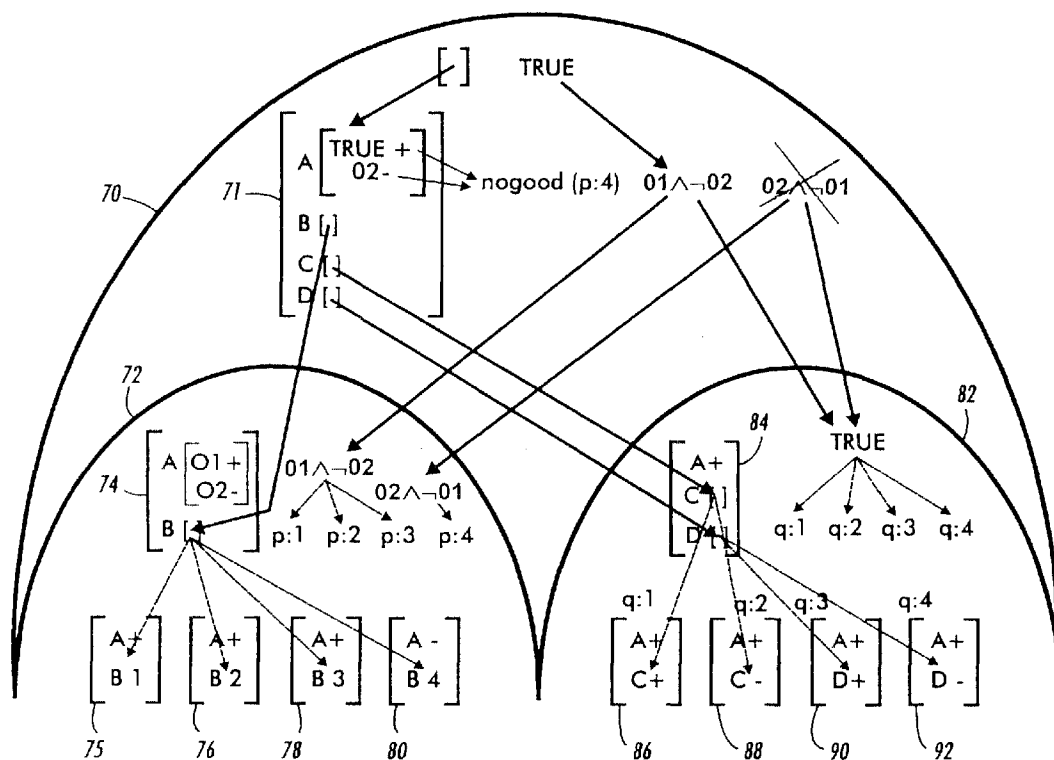 [-] TRUE
A [ TRUE +
O2- ]
nogood (p:4) 01∧¬02 02∧¬01
B [.]
C [.]
D [.]
70
71
72
82
84
74
A [ O1+
O2- ]
B [ ]
01∧¬02
02∧¬01
p:1 p:2 p:3 p:4
A+
C [ ]
D [ ]
TRUE
q:1 q:2 q:3 q:4
q:1 q:2 q:3 q:4
A+ A+ A+ A- A+ A+ A+ A+
B 1 B 2 B 3 B 4 C+ C- D+ D-
75 76 78 80 86 88 90 92